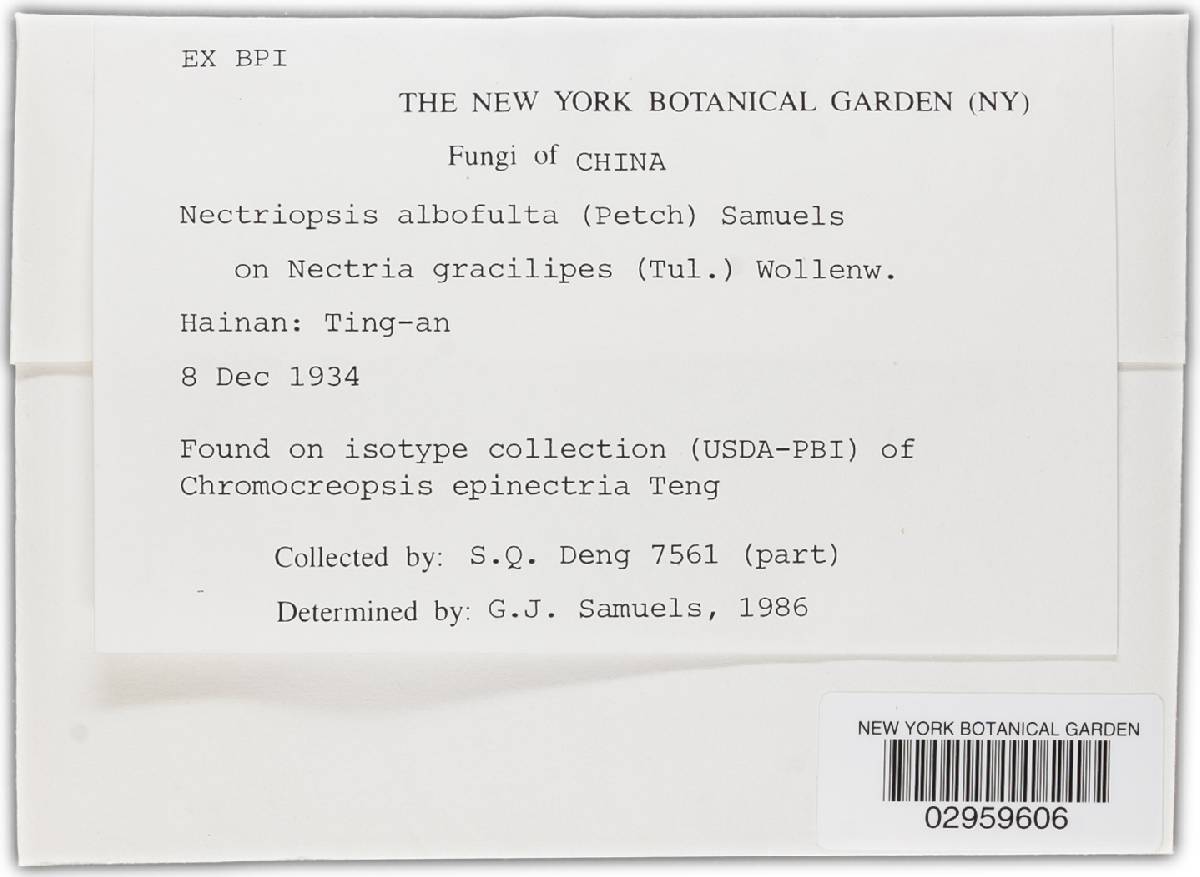 EX BPI
THE NEW YORK BOTANICAL GARDEN (NY)
Fungi of CHINA
Nectriopsis albofulta (Petch) Samuels
on Nectria gracilipes (Tul.) Wollenw.
Hainan: Ting-an
8 Dec 1934
Found on isotype collection (USDA-PBI) of
Chromocreopsis epinectria Teng
Collected by: S.Q. Deng 7561 (part)
Determined by: G.J. Samuels, 1986
NEW YORK BOTANICAL GARDEN
02959606